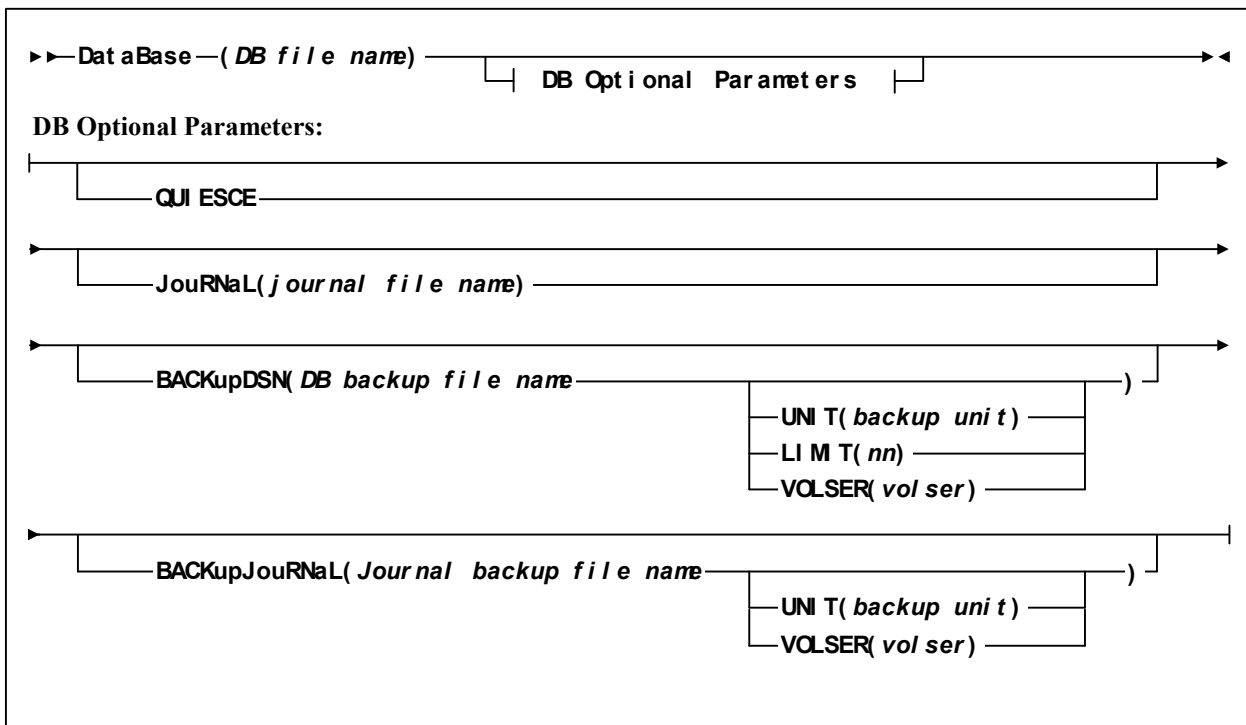 DataBase (DB file name)
DB Optional Parameters
DB Optional Parameters:
QUIESCE
JouRNaL(journal file name)
BACKupDSN(DB backup file name )
UNIT(backup unit)
LIMIT(nn)
VOLSER(volser)
BACKupJouRNaL(Journal backup file name )
UNIT(backup unit)
VOLSER(volser)